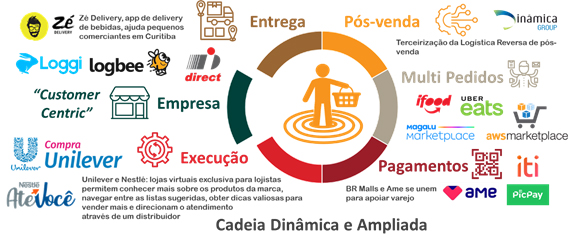 Zé
DELIVERY
Zè Delivery, app de delivery
de bebidas, ajuda pequenos
comerciantes em Curitiba
Entrega
Pós-venda
Dinâmica
GROUP
Terceirização da Logística Reversa de pós-
venda
Loggi
logbee
direct
Multi Pedidos
"Customer
Centric"
Empresa
ifood
UBER
eats
MAGALU
marketplace
aws marketplace
Compra
Unilever
Unilever
Execução
Pagamentos
iti
Nestlé
AtéVocê
Unilever e Nestlé: lojas virtuais exclusiva para lojistas
permitem conhecer mais sobre os produtos da marca,
navegar entre as listas sugeridas, obter dicas valiosas para
vender mais e direcionam o atendimento
através de um distribuidor
BR Malls e Ame se unem
para apoiar varejo
AME
PicPay
Cadeia Dinâmica e Ampliada